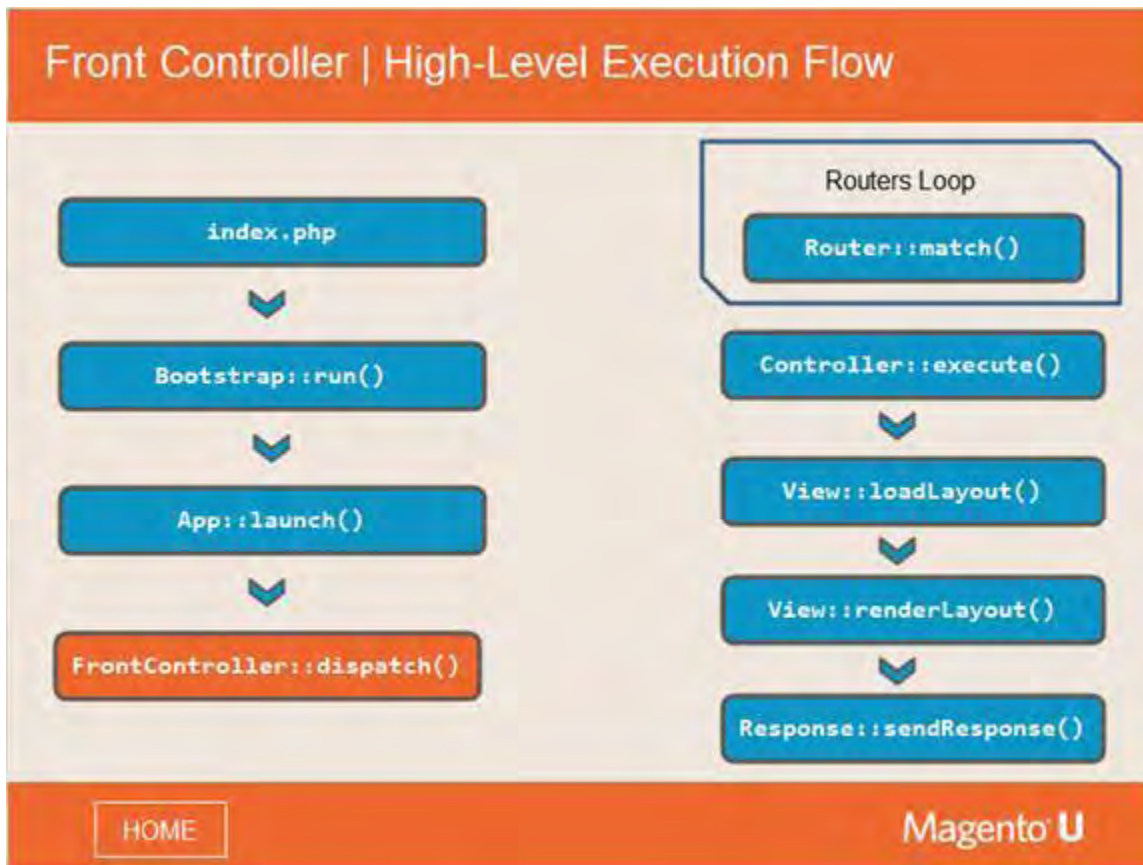 Front Controller | High-Level Execution Flow
index.php
Bootstrap::run()
App::launch()
FrontController::dispatch()
Routers Loop
Router::match()
Controller::execute()
View::loadLayout()
View::renderLayout()
Response::sendResponse()
HOME
Magento U